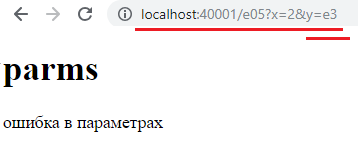 localhost:40001/e05?x=2&y=e3
parms
ошибка в параметрах